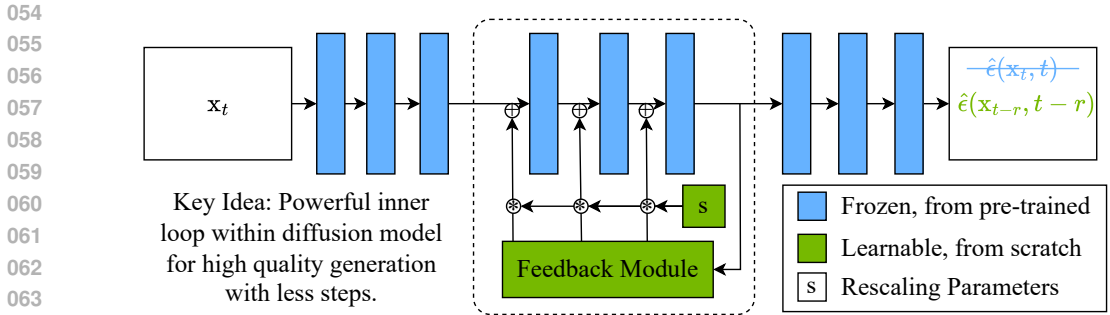 054
055
056
057
058
059
060
061
062
063
x_t
Key Idea: Powerful inner
loop within diffusion model
for high quality generation
with less steps.
⊕ ⊕ ⊕
⊛ ⊛ ⊛
s
Feedback Module
ε̂(x_t, t)
ε̂(x_{t−r}, t − r)
Frozen, from pre-trained
Learnable, from scratch
s Rescaling Parameters